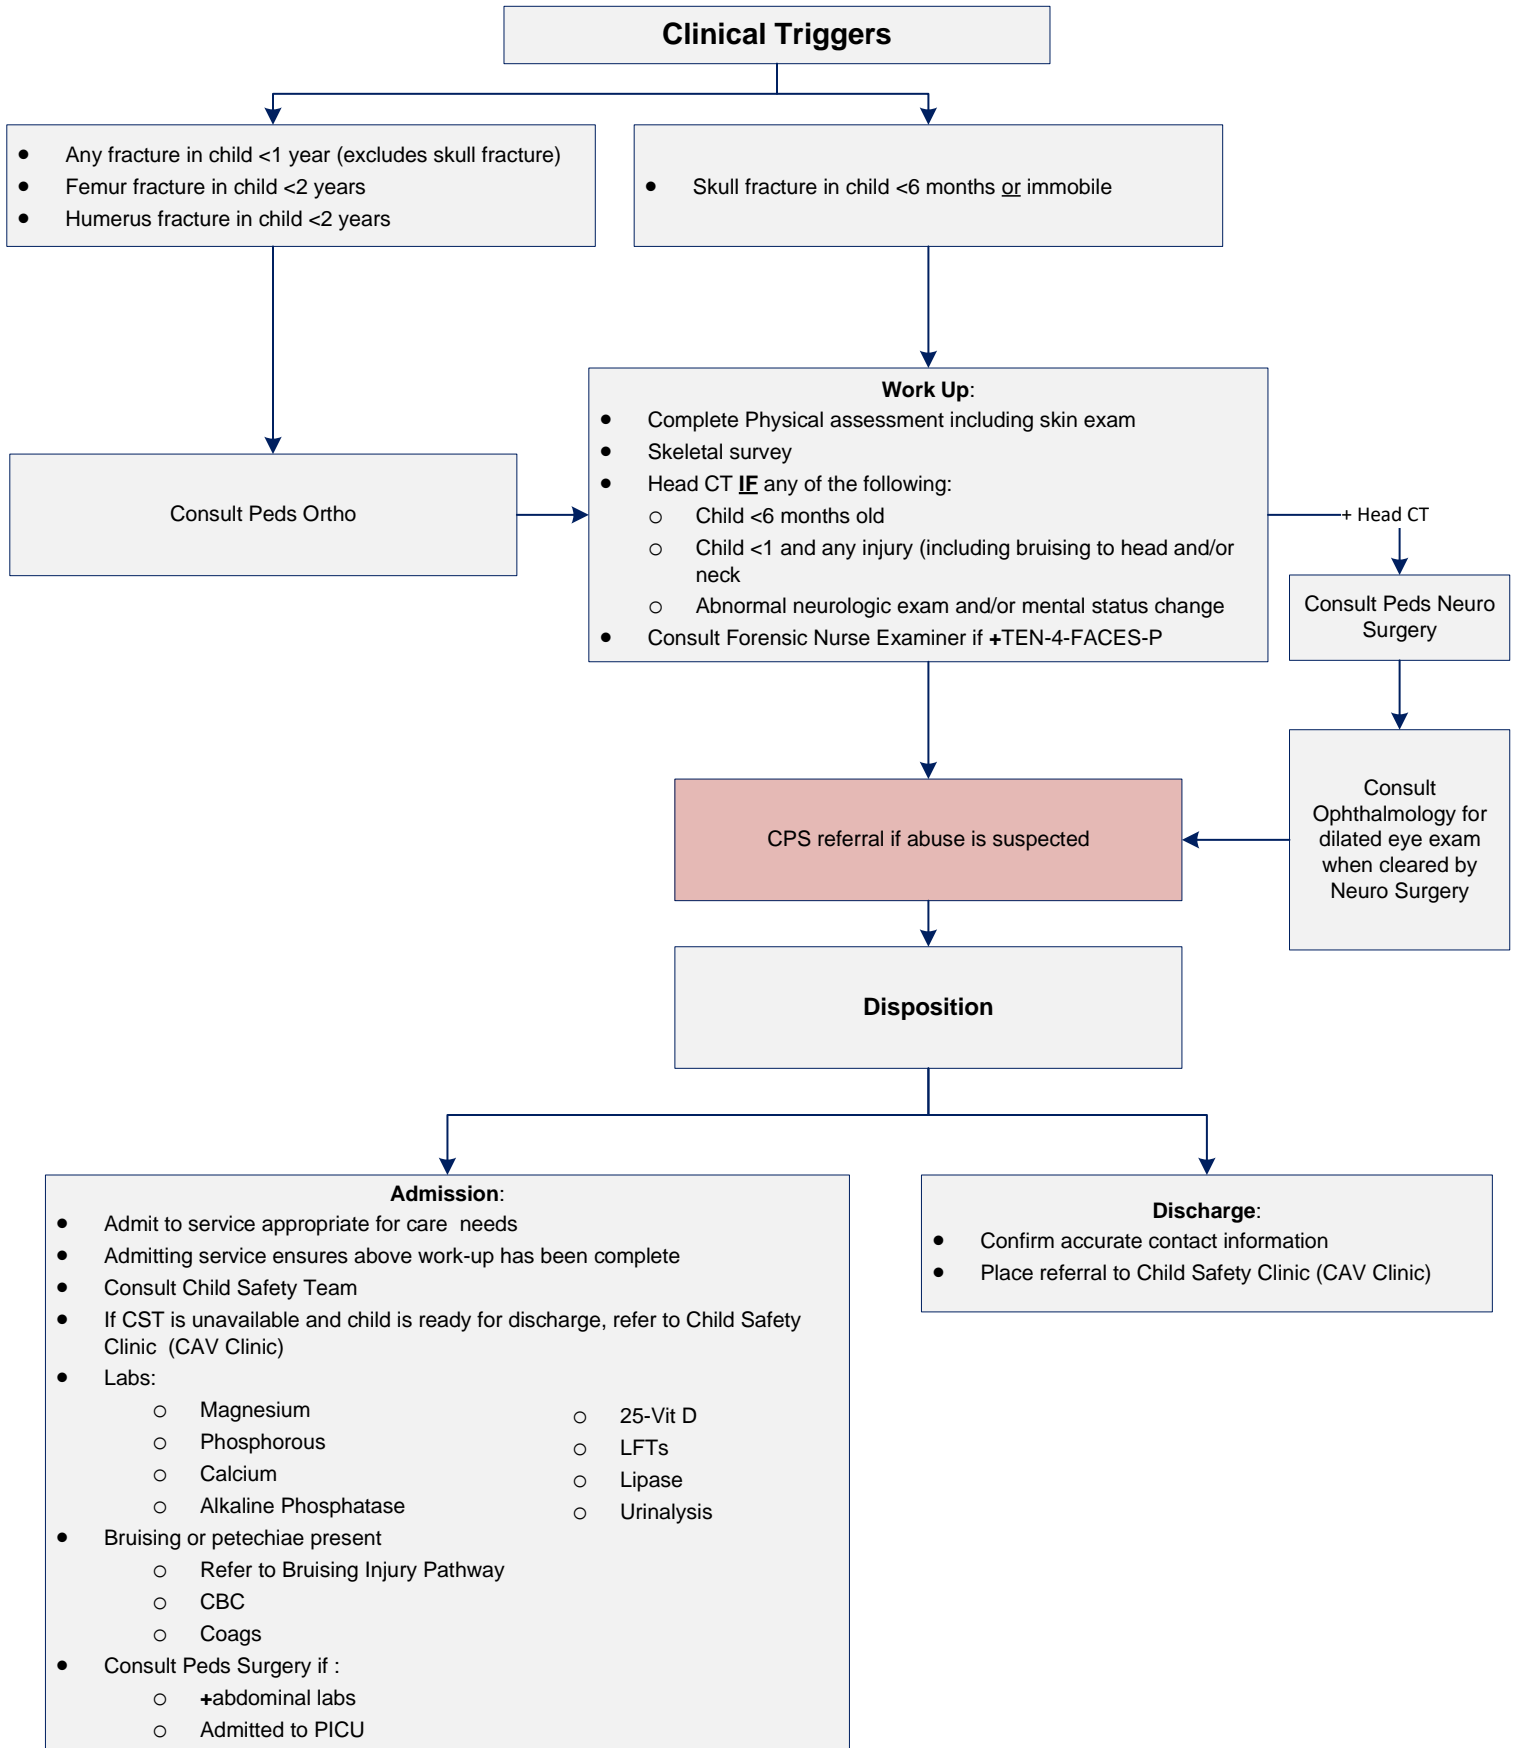 Clinical Triggers
• Any fracture in child <1 year (excludes skull fracture)
• Femur fracture in child <2 years
• Humerus fracture in child <2 years
• Skull fracture in child <6 months or immobile
Consult Peds Ortho
Work Up:
• Complete Physical assessment including skin exam
• Skeletal survey
• Head CT IF any of the following:
o Child <6 months old
o Child <1 and any injury (including bruising to head and/or
neck
o Abnormal neurologic exam and/or mental status change
• Consult Forensic Nurse Examiner if +TEN-4-FACES-P
+ Head CT
Consult Peds Neuro
Surgery
Consult
Ophthalmology for
dilated eye exam
when cleared by
Neuro Surgery
CPS referral if abuse is suspected
Disposition
Admission:
• Admit to service appropriate for care needs
• Admitting service ensures above work-up has been complete
• Consult Child Safety Team
• If CST is unavailable and child is ready for discharge, refer to Child Safety
Clinic (CAV Clinic)
• Labs:
o Magnesium
o Phosphorous
o Calcium
o Alkaline Phosphatase
o 25-Vit D
o LFTs
o Lipase
o Urinalysis
• Bruising or petechiae present
o Refer to Bruising Injury Pathway
o CBC
o Coags
• Consult Peds Surgery if :
o +abdominal labs
o Admitted to PICU
Discharge:
• Confirm accurate contact information
• Place referral to Child Safety Clinic (CAV Clinic)